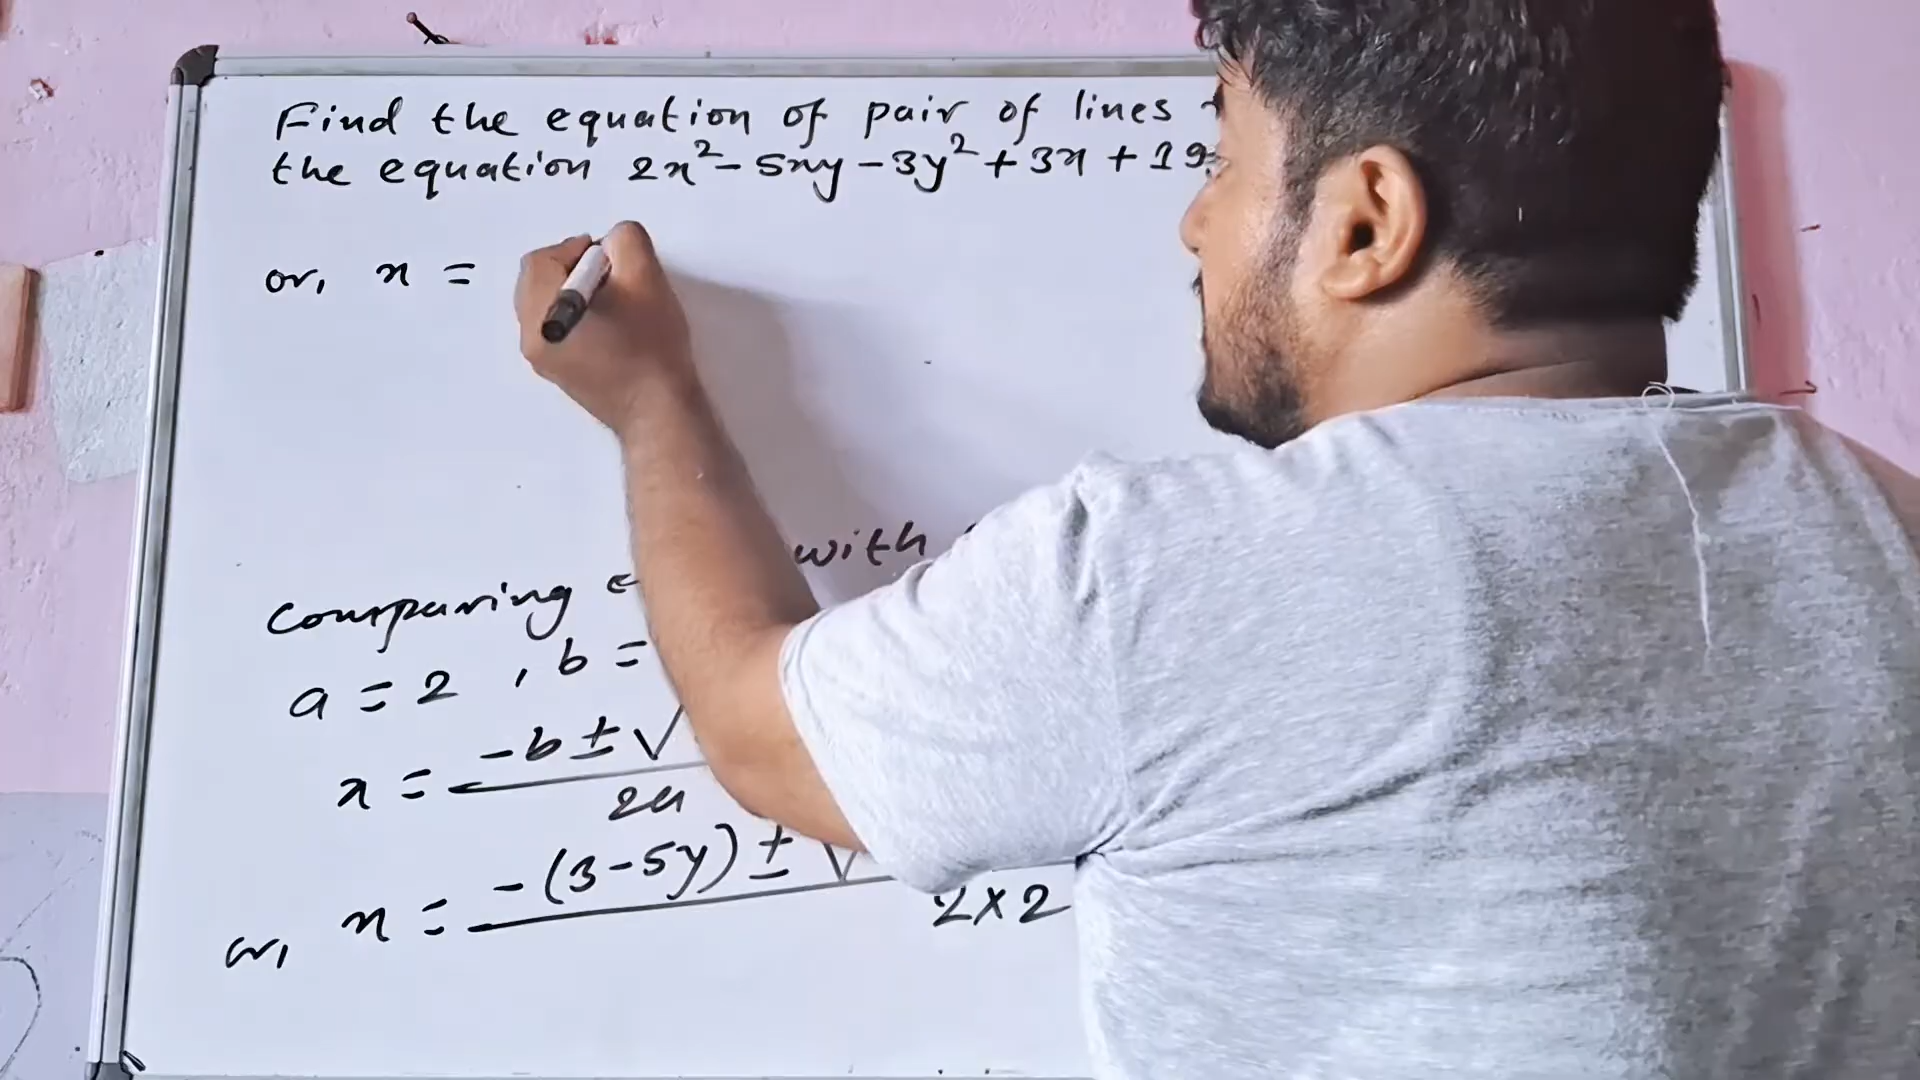 Find the equation of pair of lines
the equation 2x² - 5xy - 3y² + 3x + 19
or, x =
Comparing with
a = 2 , b =
x = -b ± √ / 2a
or, x = -(3-5y) ± √ / 2×2